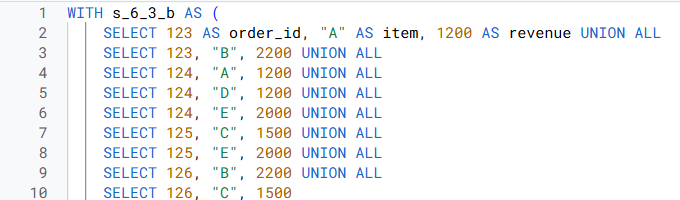 1 WITH s_6_3_b AS (
2 SELECT 123 AS order_id, "A" AS item, 1200 AS revenue UNION ALL
3 SELECT 123, "B", 2200 UNION ALL
4 SELECT 124, "A", 1200 UNION ALL
5 SELECT 124, "D", 1200 UNION ALL
6 SELECT 124, "E", 2000 UNION ALL
7 SELECT 125, "C", 1500 UNION ALL
8 SELECT 125, "E", 2000 UNION ALL
9 SELECT 126, "B", 2200 UNION ALL
10 SELECT 126, "C", 1500